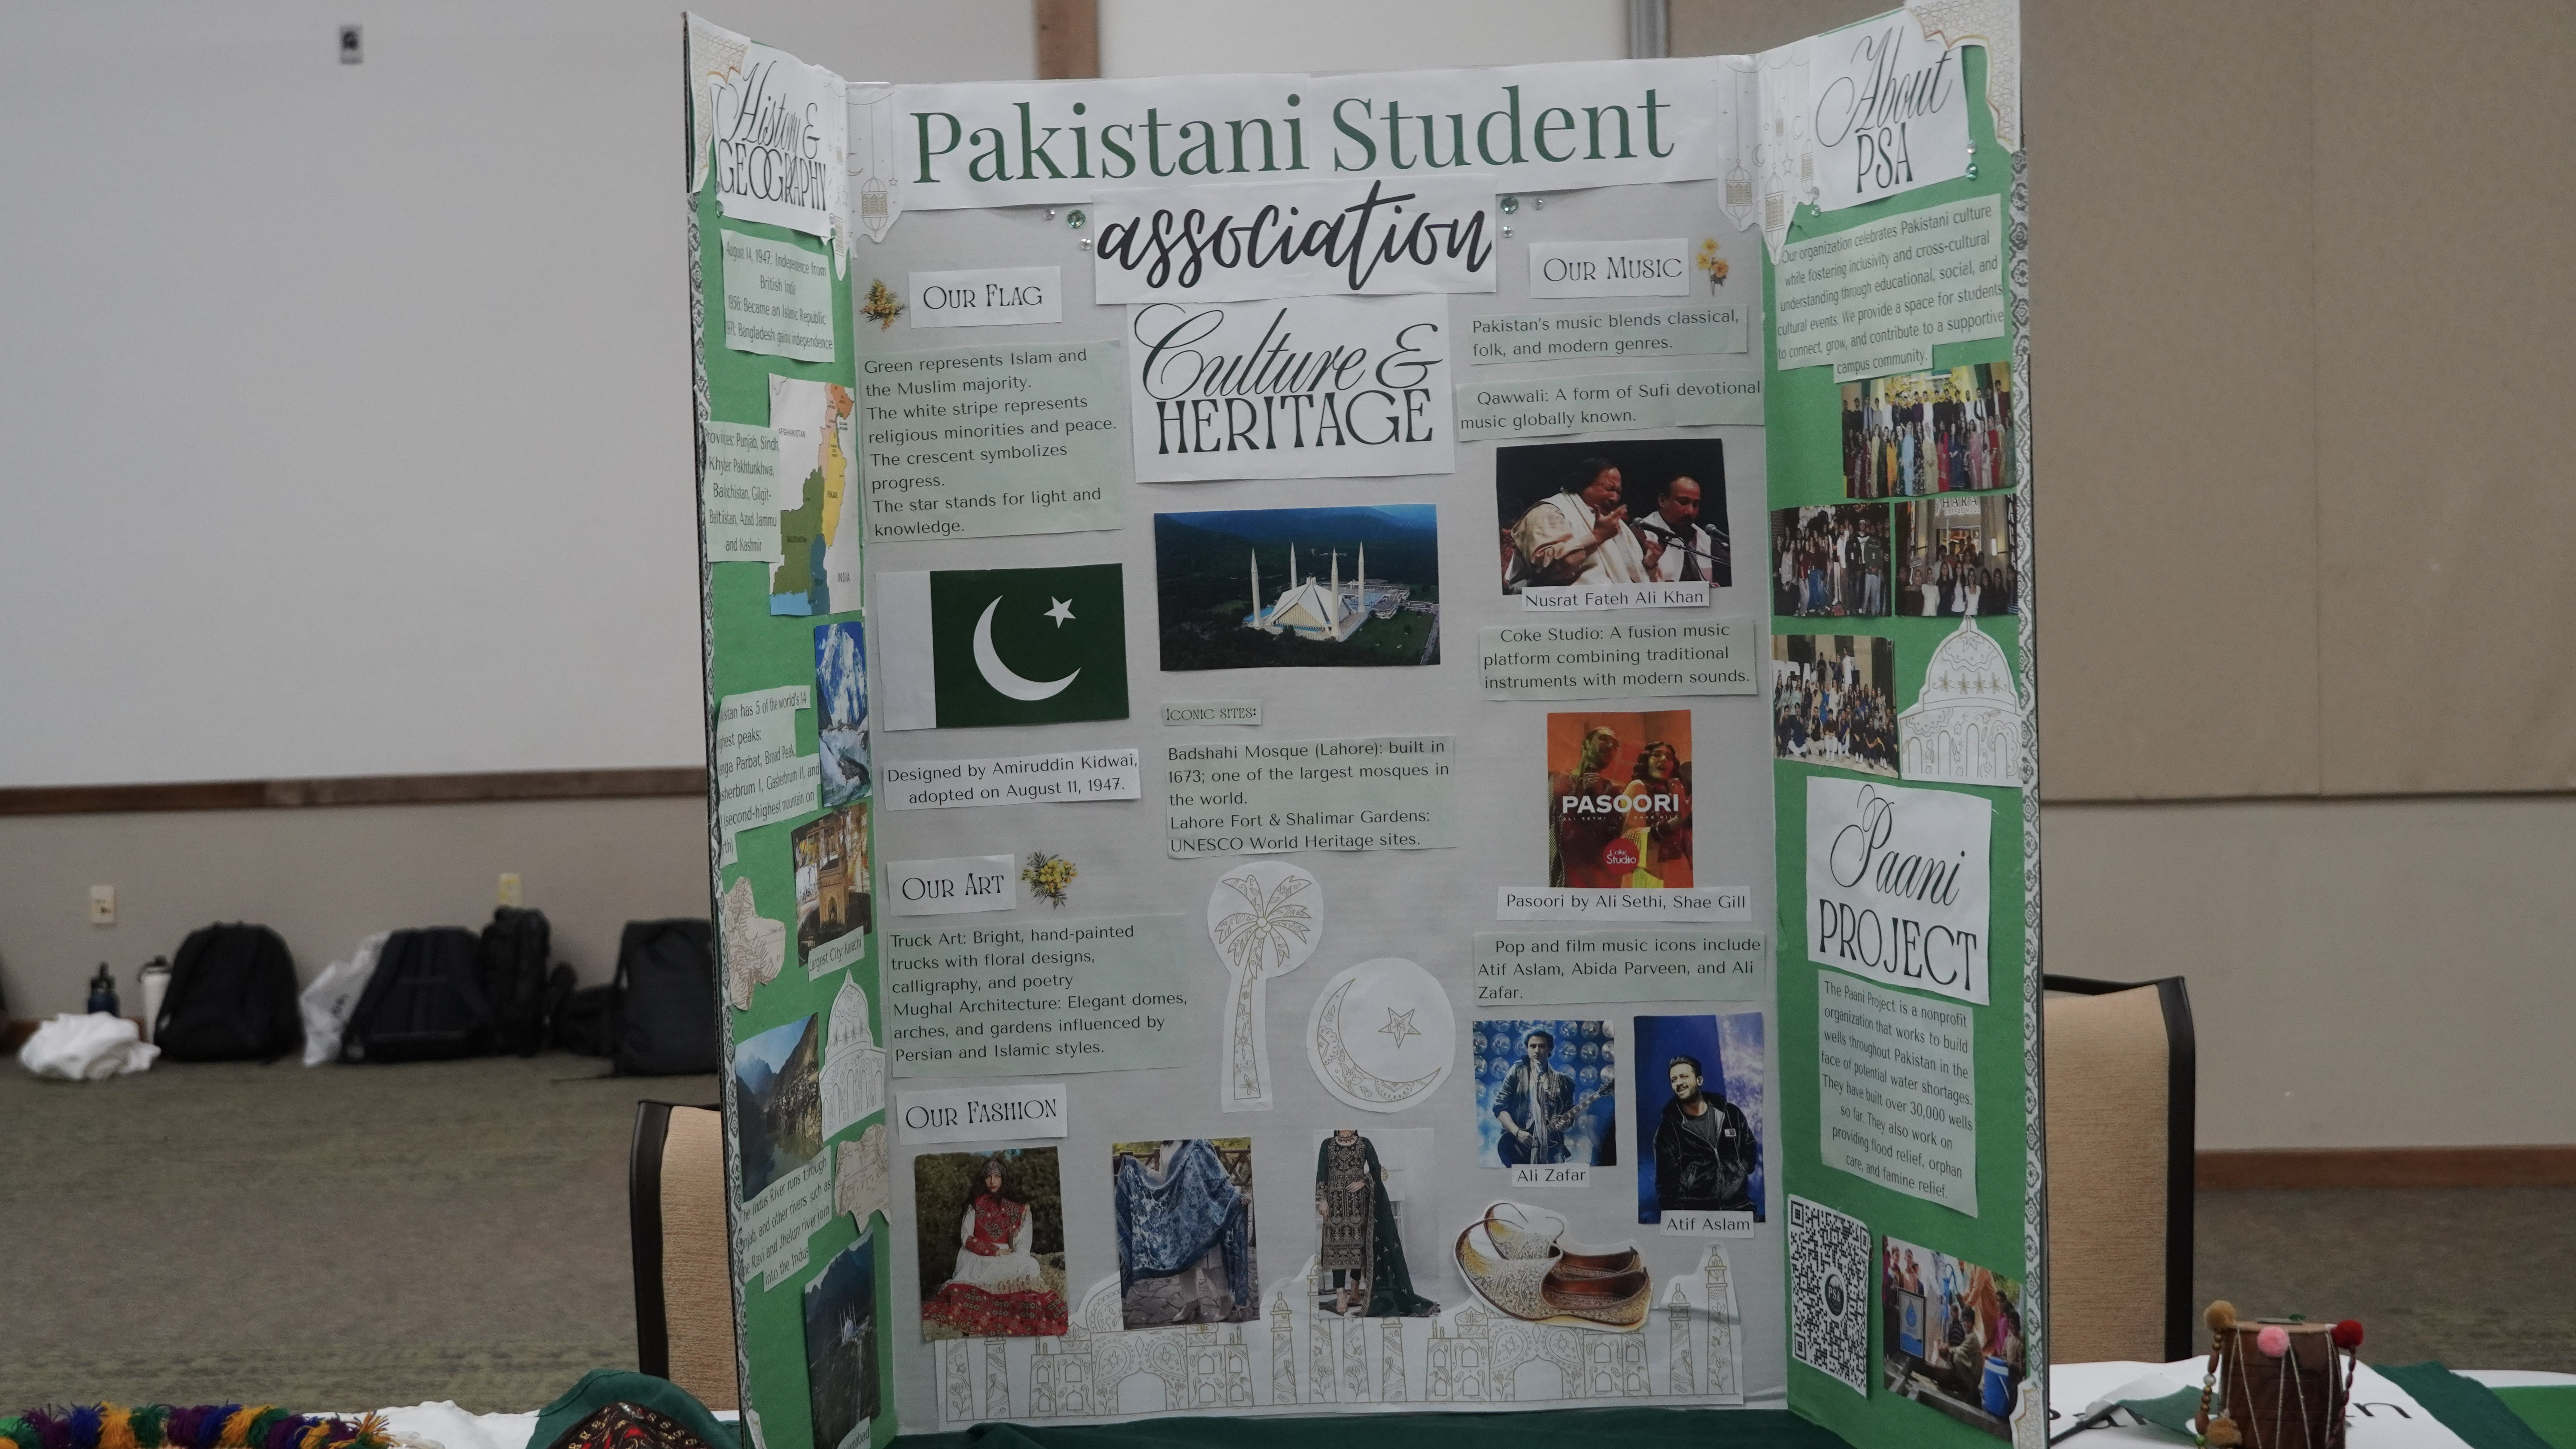 History &
GEOGRAPHY
August 14, 1947: Independence from
British India
1956: Became an Islamic Republic
1971: Bangladesh gains independence
AFGHANISTAN
PUNJAB
INDIA
Provinces: Punjab, Sindh,
Khyber Pakhtunkhwa,
Balochistan, Gilgit-
Baltistan, Azad Jammu
and Kashmir
has 5 of the world's 14
peaks:
Parbat, Broad Peak,
I, Gasherbrum II, and
(second-highest mountain on
Largest City: Karachi
The Indus River runs through
and other rivers such as
Ravi and Jhelum river join
into the Indus
Pakistani Student
association
Culture &
HERITAGE
OUR FLAG
Green represents Islam and
the Muslim majority.
The white stripe represents
religious minorities and peace.
The crescent symbolizes
progress.
The star stands for light and
knowledge.
Designed by Amiruddin Kidwai,
adopted on August 11, 1947.
OUR ART
Truck Art: Bright, hand-painted
trucks with floral designs,
calligraphy, and poetry
Mughal Architecture: Elegant domes,
arches, and gardens influenced by
Persian and Islamic styles.
OUR FASHION
ICONIC SITES:
Badshahi Mosque (Lahore): built in
1673; one of the largest mosques in
the world.
Lahore Fort & Shalimar Gardens:
UNESCO World Heritage sites.
OUR MUSIC
Pakistan's music blends classical,
folk, and modern genres.
Qawwali: A form of Sufi devotional
music globally known.
Nusrat Fateh Ali Khan
Coke Studio: A fusion music
platform combining traditional
instruments with modern sounds.
PASOORI
ALI SETHI
Coke
Studio
Pasoori by Ali Sethi, Shae Gill
Pop and film music icons include
Atif Aslam, Abida Parveen, and Ali
Zafar.
Ali Zafar
Atif Aslam
About
PSA
Our organization celebrates Pakistani culture
while fostering inclusivity and cross-cultural
understanding through educational, social, and
cultural events. We provide a space for students
to connect, grow, and contribute to a supportive
campus community.
Paani
PROJECT
The Paani Project is a nonprofit
organization that works to build
wells throughout Pakistan in the
face of potential water shortages.
They have built over 30,000 wells
so far. They also work on
providing flood relief, orphan
care, and famine relief.
PSA